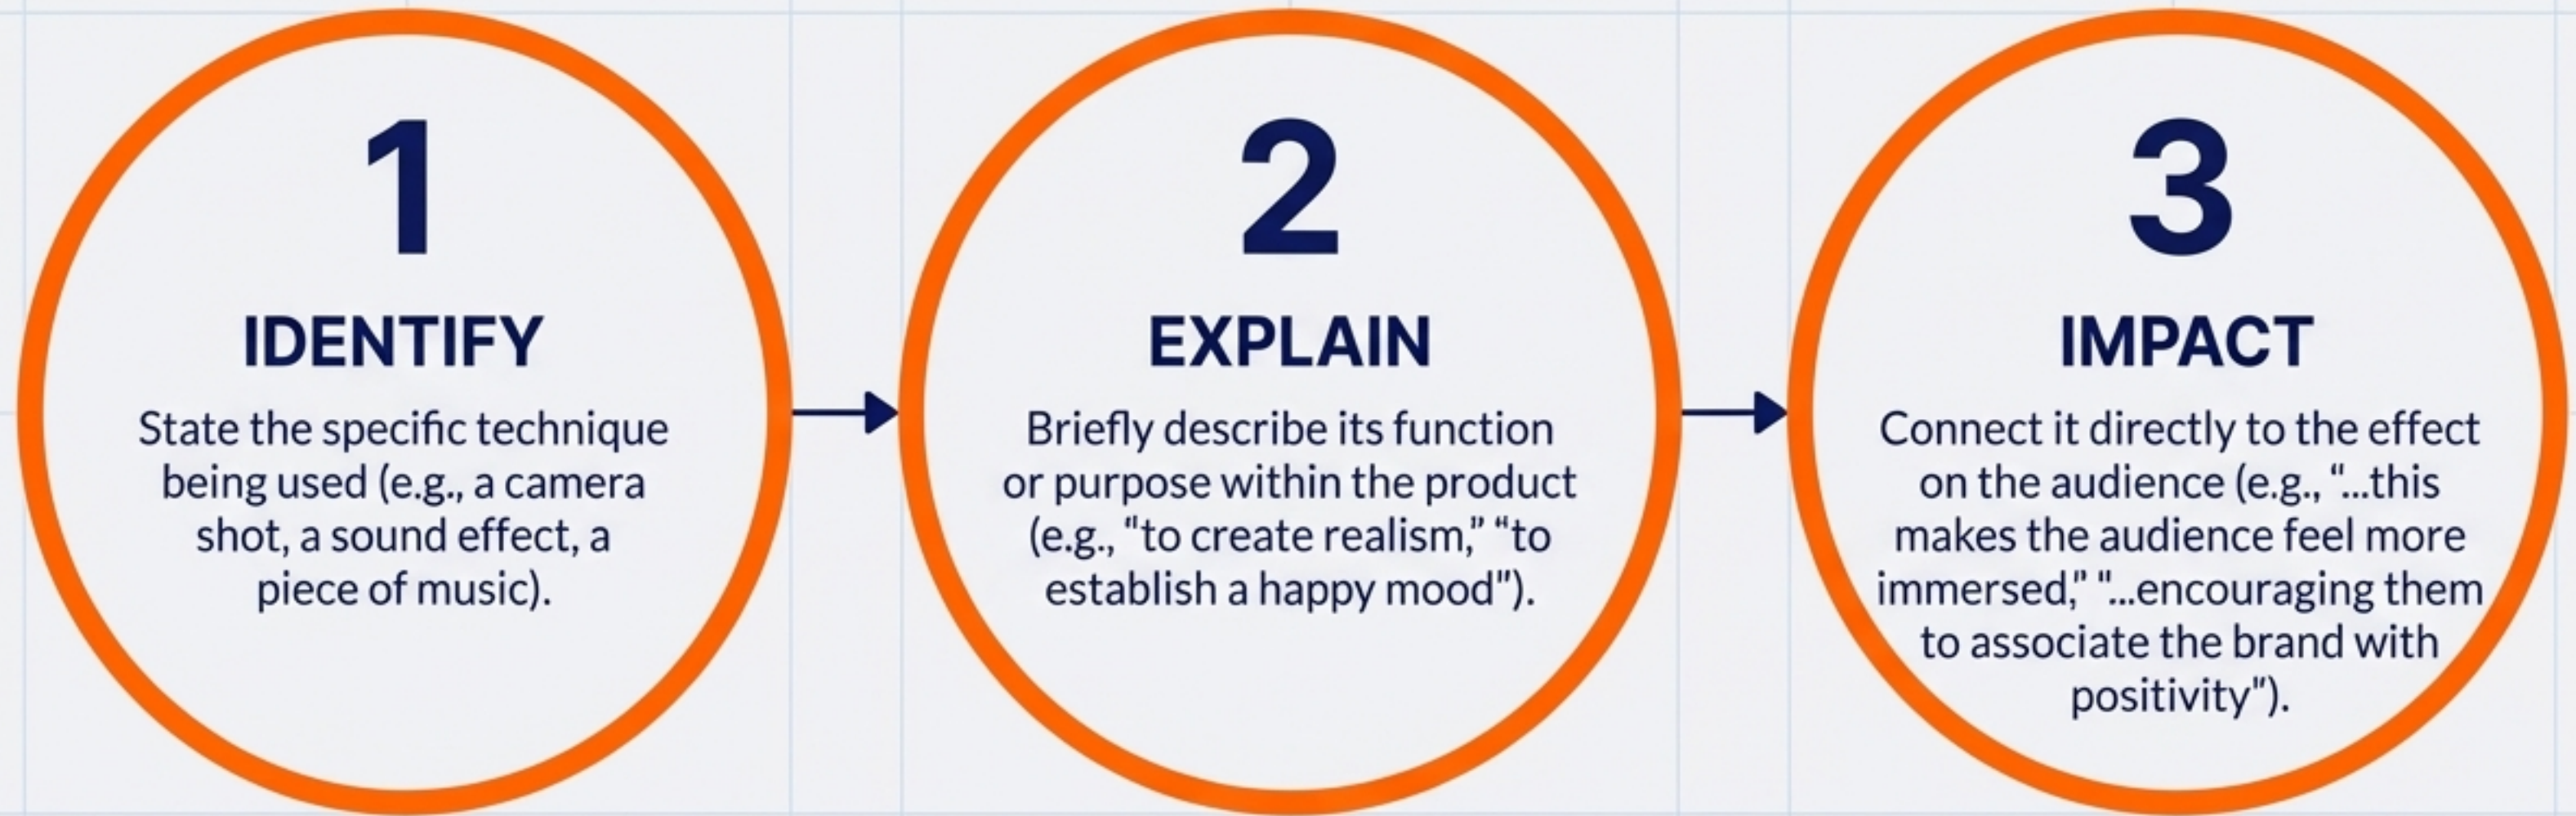 1
IDENTIFY
State the specific technique
being used (e.g., a camera
shot, a sound effect, a
piece of music).
2
EXPLAIN
Briefly describe its function
or purpose within the product
(e.g., “to create realism,” “to
establish a happy mood”).
3
IMPACT
Connect it directly to the effect
on the audience (e.g., “...this
makes the audience feel more
immersed,” “...encouraging them
to associate the brand with
positivity”).